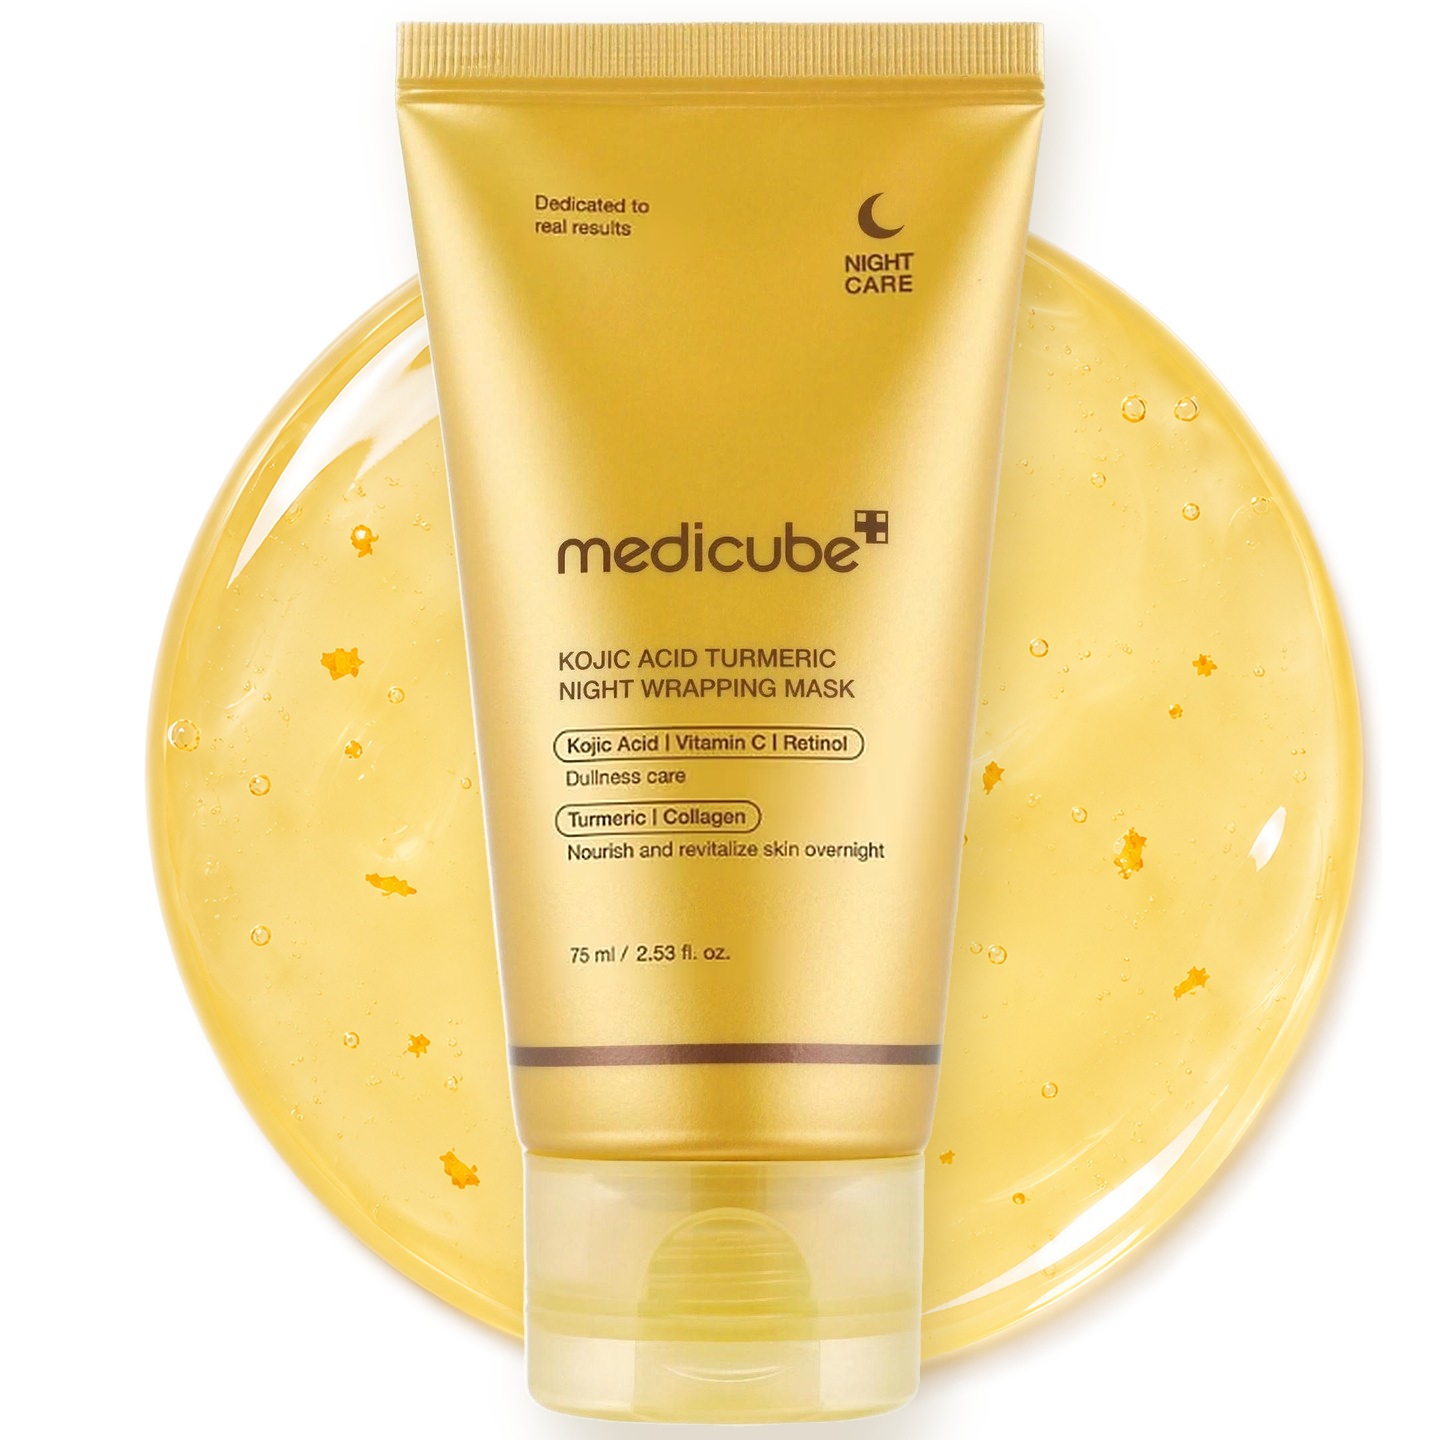 Dedicated to
real results
NIGHT
CARE
medicube
KOJIC ACID TURMERIC
NIGHT WRAPPING MASK
Kojic Acid | Vitamin C | Retinol
Dullness care
Turmeric | Collagen
Nourish and revitalize skin overnight
75 ml / 2.53 fl. oz.